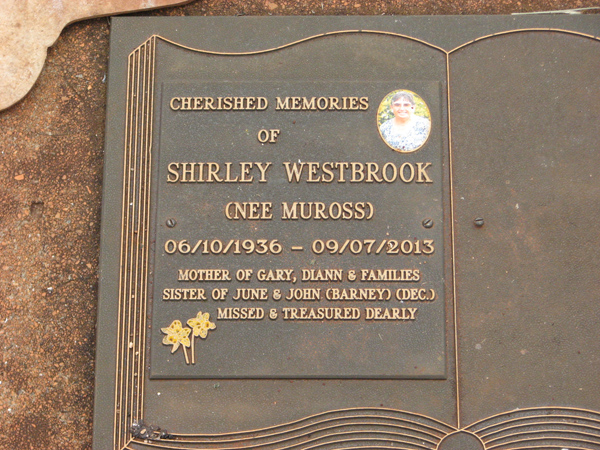 CHERISHED MEMORIES
OF
SHIRLEY WESTBROOK
(NEE MUROSS)
06/10/1936 – 09/07/2013
MOTHER OF GARY, DIANN & FAMILIES
SISTER OF JUNE & JOHN (BARNEY) (DEC.)
MISSED & TREASURED DEARLY